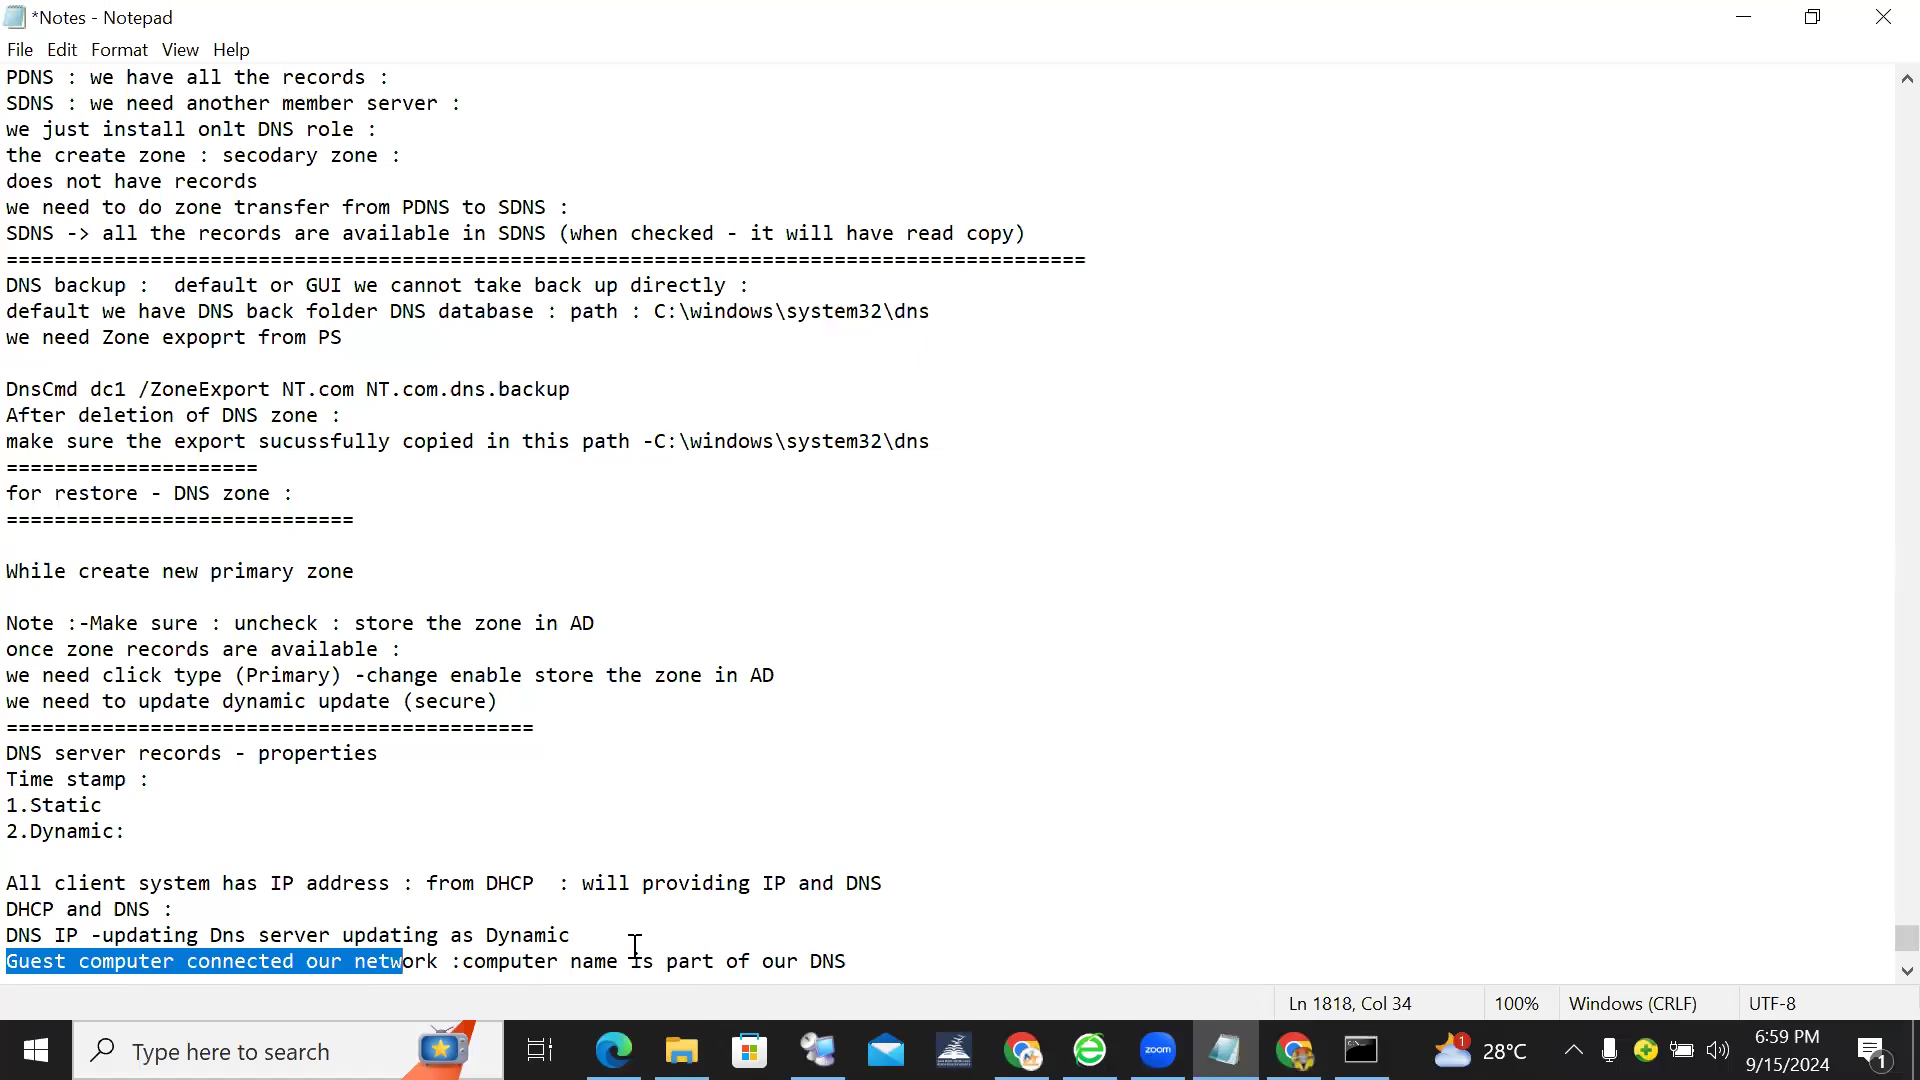 *Notes - Notepad
File Edit Format View Help
PDNS : we have all the records :
SDNS : we need another member server :
we just install onlt DNS role :
the create zone : secodary zone :
does not have records
we need to do zone transfer from PDNS to SDNS :
SDNS -> all the records are available in SDNS (when checked - it will have read copy)
==========================================================================================
DNS backup :  default or GUI we cannot take back up directly :
default we have DNS back folder DNS database : path : C:\windows\system32\dns
we need Zone expoprt from PS
DnsCmd dc1 /ZoneExport NT.com NT.com.dns.backup
After deletion of DNS zone :
make sure the export sucussfully copied in this path -C:\windows\system32\dns
=====================
for restore - DNS zone :
=============================
While create new primary zone
Note :-Make sure : uncheck : store the zone in AD
once zone records are available :
we need click type (Primary) -change enable store the zone in AD
we need to update dynamic update (secure)
============================================
DNS server records - properties
Time stamp :
1.Static
2.Dynamic:
All client system has IP address : from DHCP  : will providing IP and DNS
DHCP and DNS :
DNS IP -updating Dns server updating as Dynamic
Guest computer connected our network :computer name is part of our DNS
Ln 1818, Col 34
100%
Windows (CRLF)
UTF-8
Type here to search
zoom
1
28°C
6:59 PM
9/15/2024
1